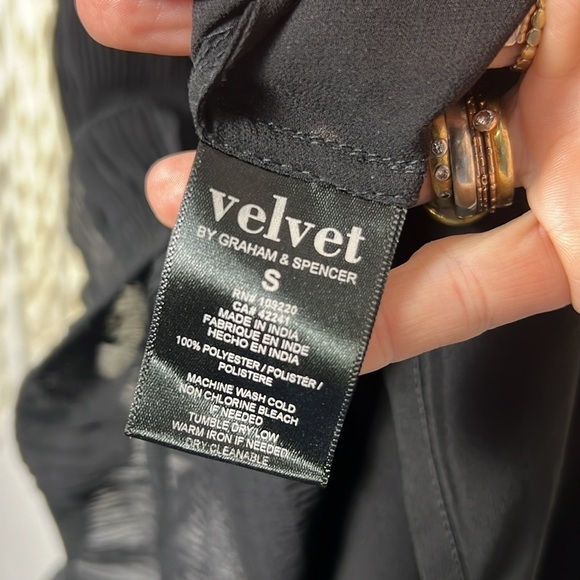 velvet
BY GRAHAM & SPENCER
S
RN# 109220
CA# 42241
MADE IN INDIA
FABRIQUE EN INDE
HECHO EN INDIA
100% POLYESTER / POLISTÉR /
POLISTERE
MACHINE WASH COLD
NON CHLORINE BLEACH
IF NEEDED
TUMBLE DRY/LOW
WARM IRON IF NEEDED
DRY CLEANABLE